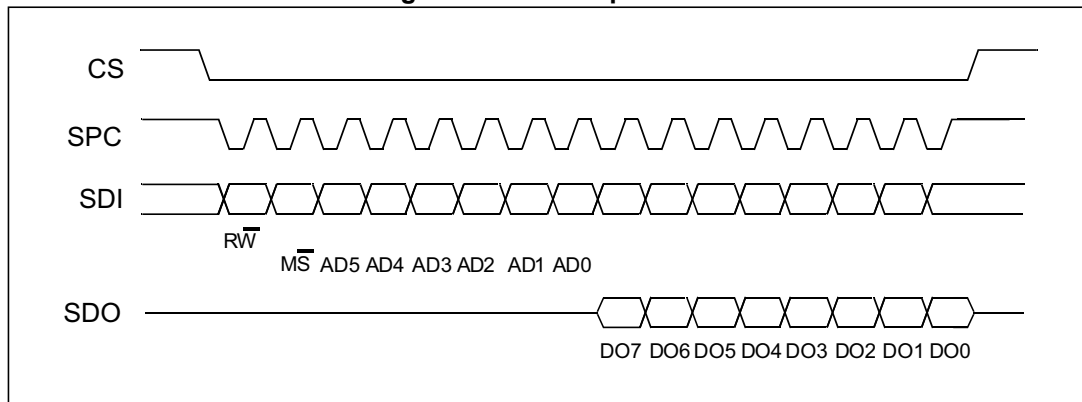 CS
SPC
SDI
RW̅
MS̅ AD5 AD4 AD3 AD2 AD1 AD0
SDO
DO7 DO6 DO5 DO4 DO3 DO2 DO1 DO0